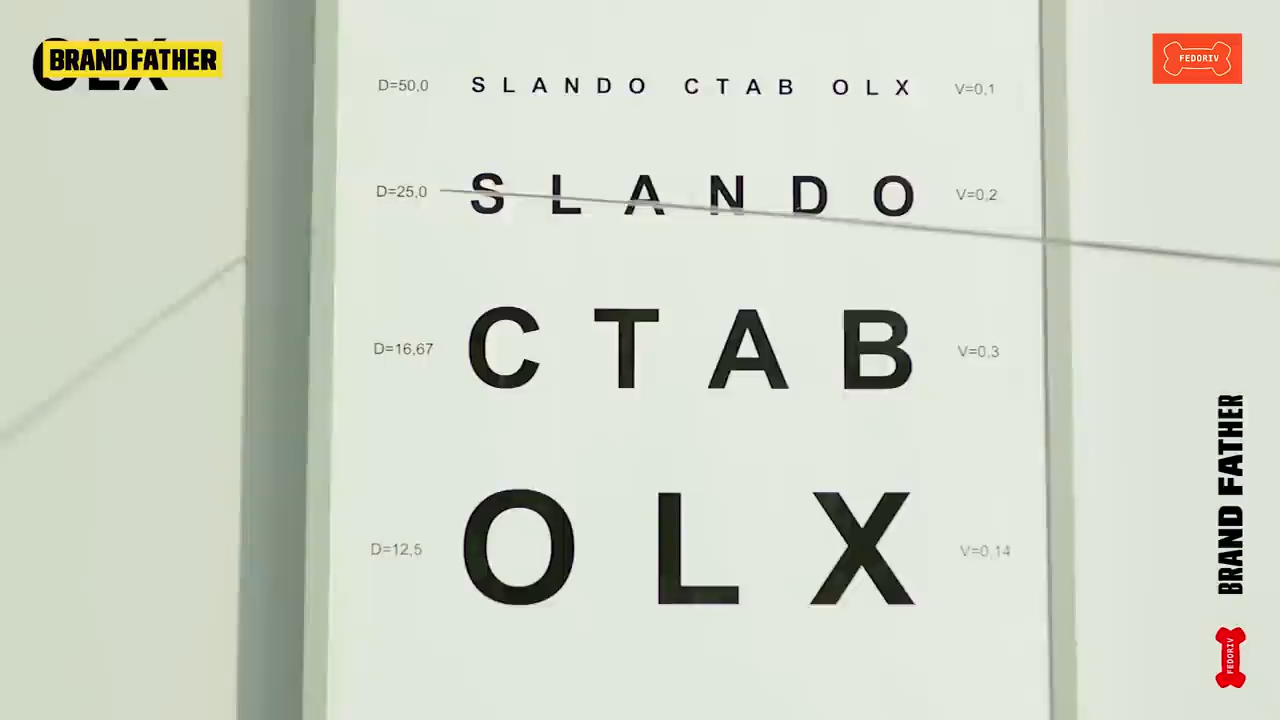 OLX
BRAND FATHER
FEDORIV
D=50,0 SLANDO CTAB OLX V=0,1
D=25,0 SLANDO V=0,2
D=16,67 CTAB V=0,3
D=12,5 OLX V=0,14
BRAND FATHER
FEDORIV